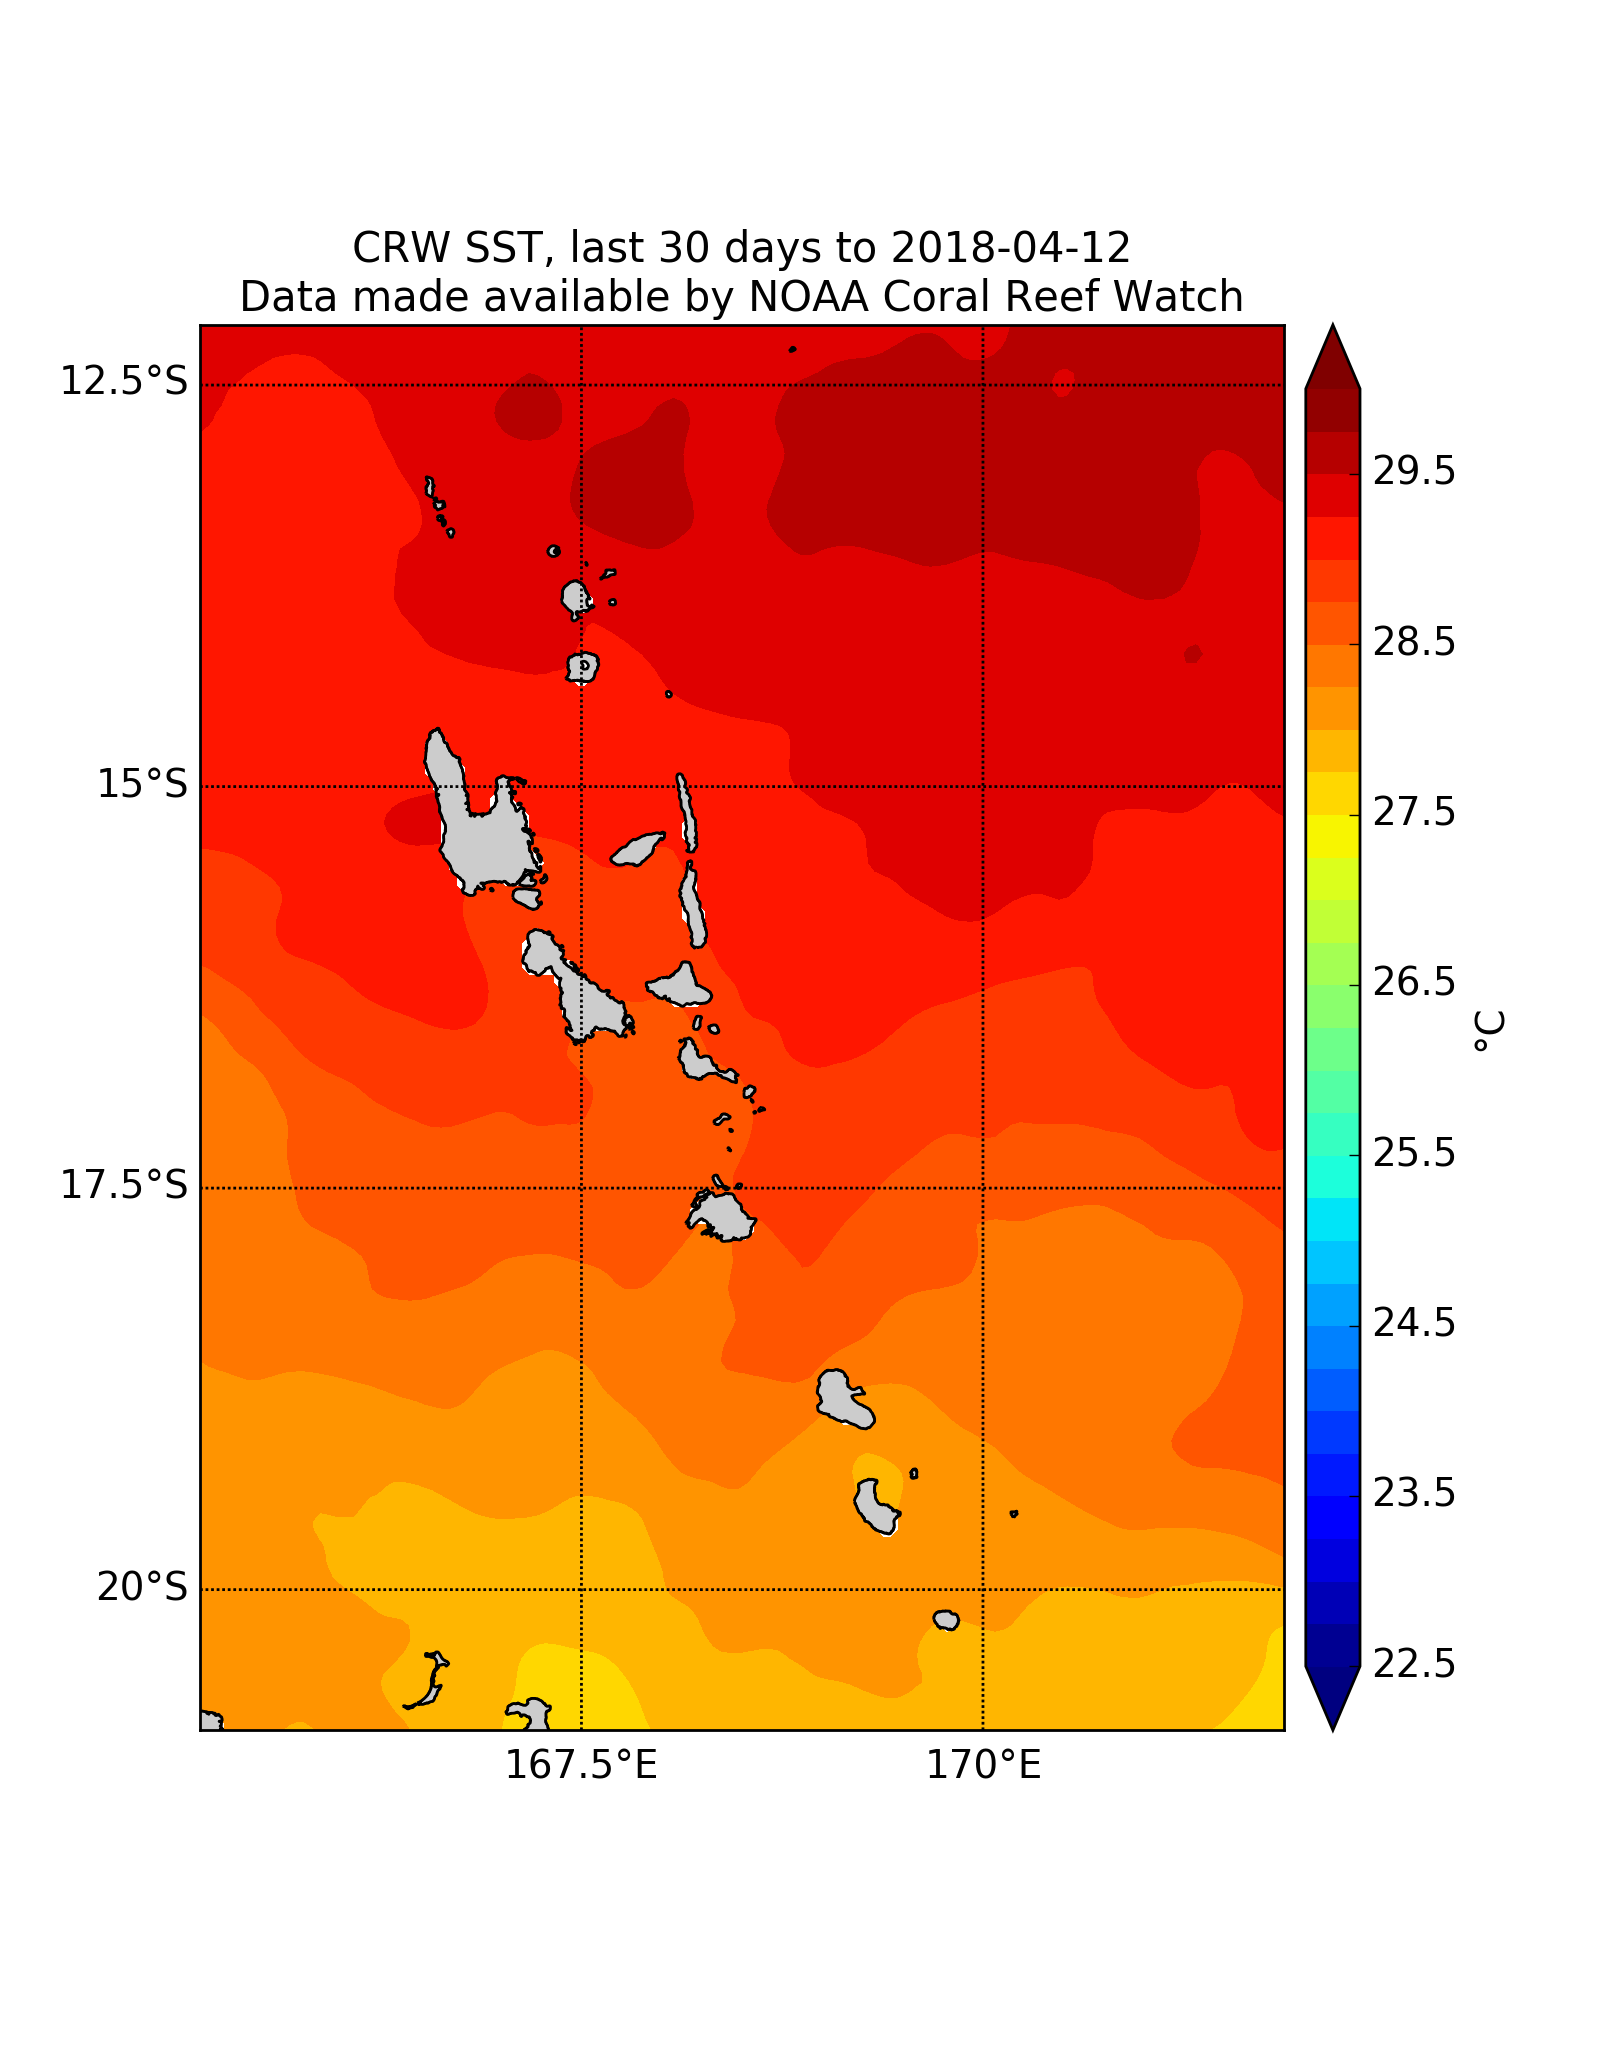 CRW SST, last 30 days to 2018-04-12
Data made available by NOAA Coral Reef Watch
12.5°S
15°S
17.5°S
20°S
167.5°E
170°E
29.5
28.5
27.5
26.5
25.5
24.5
23.5
22.5
°C